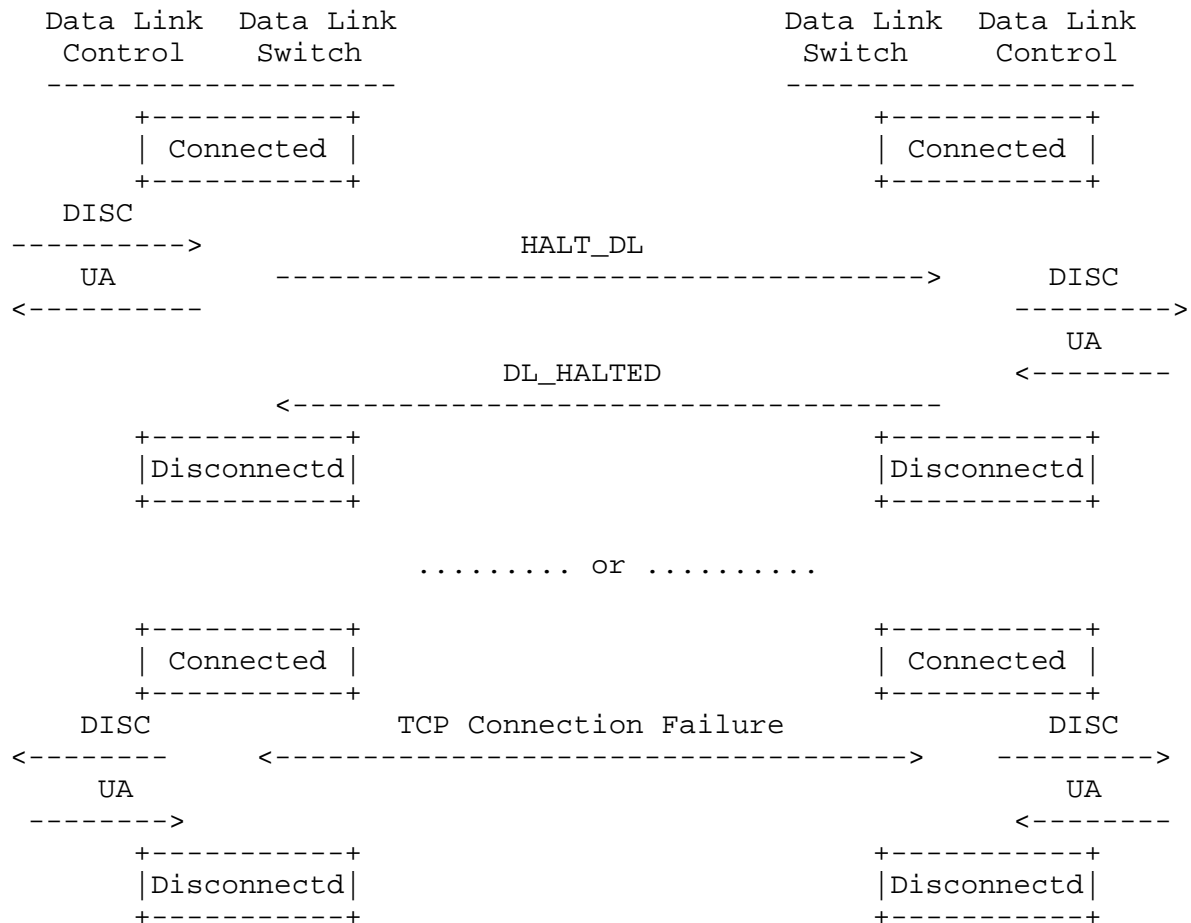 Data Link  Data Link                    Data Link  Data Link
Control    Switch                       Switch    Control
Connected    Connected
DISC
HALT_DL
UA    DISC
UA
DL_HALTED
Disconnectd    Disconnectd
......... or ..........
Connected    Connected
DISC    TCP Connection Failure    DISC
UA    UA
Disconnectd    Disconnectd